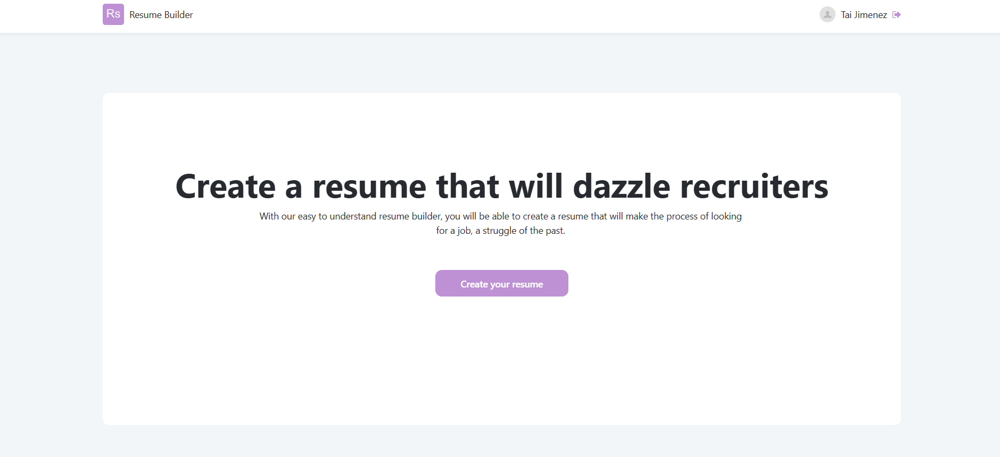 Rs Resume Builder
Tai Jimenez
Create a resume that will dazzle recruiters
With our easy to understand resume builder, you will be able to create a resume that will make the process of looking
for a job, a struggle of the past.
Create your resume